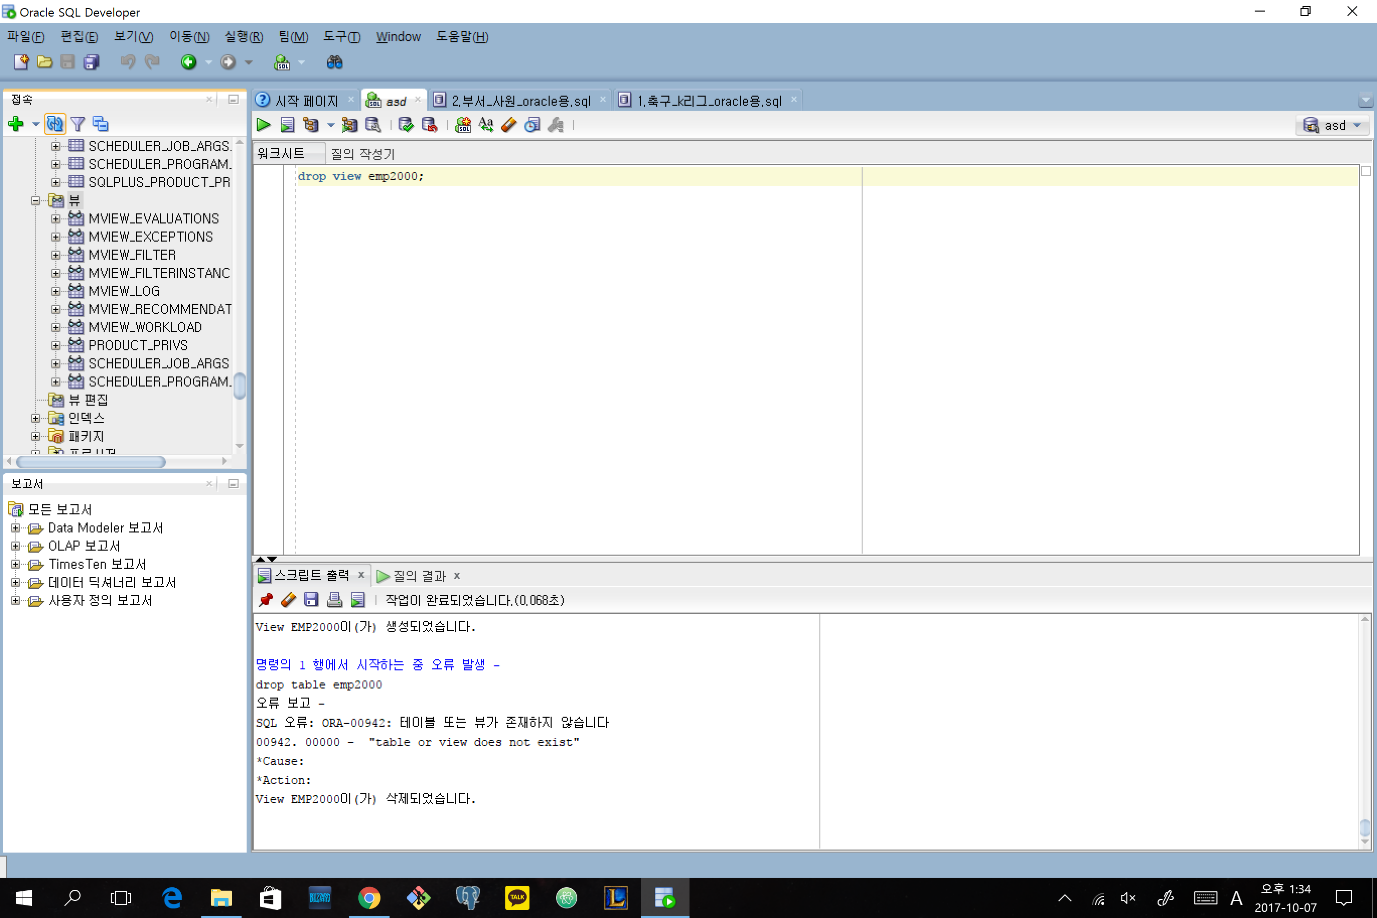 Oracle SQL Developer
파일(F) 편집(E) 보기(V) 이동(N) 실행(R) 팀(M) 도구(T) Window 도움말(H)
접속
SCHEDULER_JOB_ARGS.
SCHEDULER_PROGRAM.
SQLPLUS_PRODUCT_PR
뷰
MVIEW_EVALUATIONS
MVIEW_EXCEPTIONS
MVIEW_FILTER
MVIEW_FILTERINSTANC
MVIEW_LOG
MVIEW_RECOMMENDAT
MVIEW_WORKLOAD
PRODUCT_PRIVS
SCHEDULER_JOB_ARGS
SCHEDULER_PROGRAM.
뷰 편집
인덱스
패키지
프로시저
보고서
모든 보고서
Data Modeler 보고서
OLAP 보고서
TimesTen 보고서
데이터 딕셔너리 보고서
사용자 정의 보고서
시작 페이지 asd 2.부서_사원_oracle용.sql 1.축구_k리그_oracle용.sql
asd
워크시트 질의 작성기
drop view emp2000;
스크립트 출력 질의 결과
작업이 완료되었습니다.(0.068초)
View EMP2000이(가) 생성되었습니다.
명령의 1 행에서 시작하는 중 오류 발생 -
drop table emp2000
오류 보고 -
SQL 오류: ORA-00942: 테이블 또는 뷰가 존재하지 않습니다
00942. 00000 -  "table or view does not exist"
*Cause:
*Action:
View EMP2000이(가) 삭제되었습니다.
BLIZZARD
TALK
L
A
오후 1:34
2017-10-07